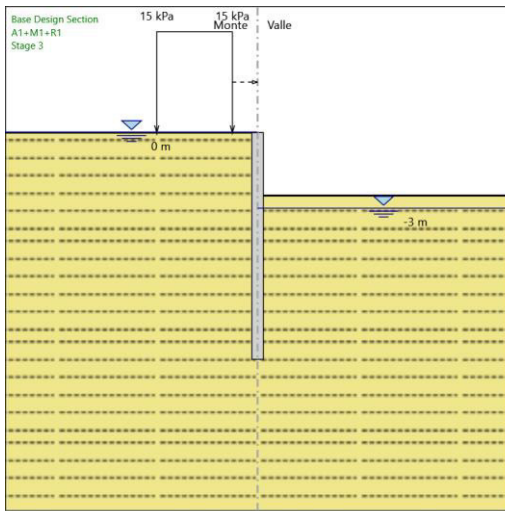 Base Design Section
A1+M1+R1
Stage 3
15 kPa
15 kPa
Monte
Valle
0 m
-3 m